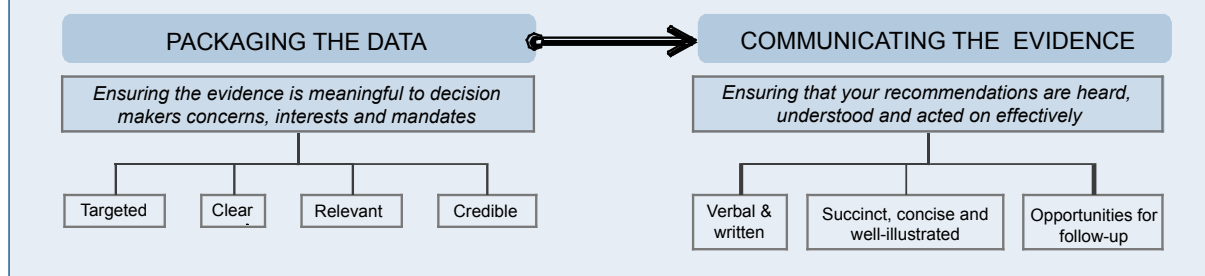 PACKAGING THE DATA
Ensuring the evidence is meaningful to decision
makers concerns, interests and mandates
Targeted
Clear
Relevant
Credible
COMMUNICATING THE EVIDENCE
Ensuring that your recommendations are heard,
understood and acted on effectively
Verbal &
written
Succinct, concise and
well-illustrated
Opportunities for
follow-up